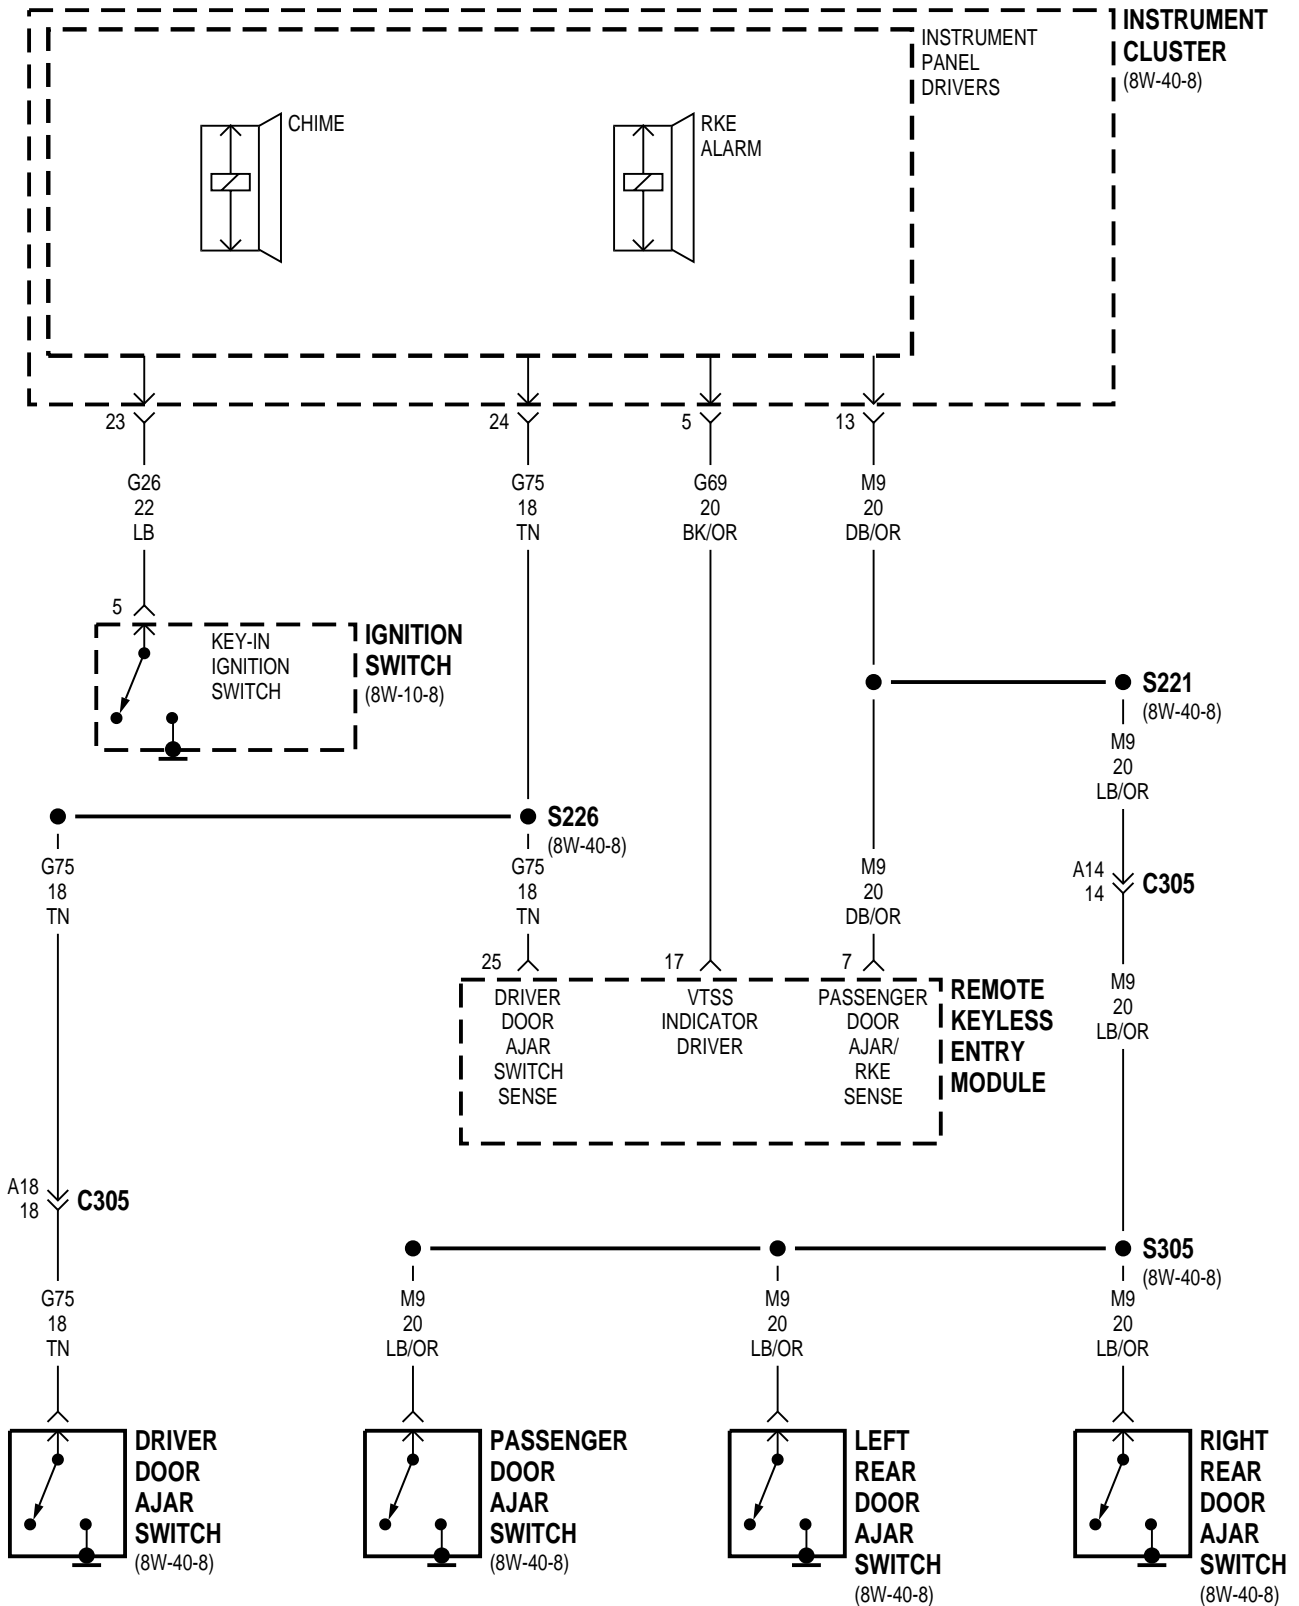 INSTRUMENT
CLUSTER
(8W-40-8)
INSTRUMENT
PANEL
DRIVERS
CHIME
RKE
ALARM
23
24
5
13
G26
22
LB
G75
18
TN
G69
20
BK/OR
M9
20
DB/OR
5
KEY-IN
IGNITION
SWITCH
IGNITION
SWITCH
(8W-10-8)
S221
(8W-40-8)
M9
20
LB/OR
S226
(8W-40-8)
G75
18
TN
G75
18
TN
M9
20
DB/OR
A14
14
C305
25
17
7
DRIVER
DOOR
AJAR
SWITCH
SENSE
VTSS
INDICATOR
DRIVER
PASSENGER
DOOR
AJAR/
RKE
SENSE
REMOTE
KEYLESS
ENTRY
MODULE
M9
20
LB/OR
A18
18
C305
S305
(8W-40-8)
G75
18
TN
M9
20
LB/OR
M9
20
LB/OR
M9
20
LB/OR
DRIVER
DOOR
AJAR
SWITCH
(8W-40-8)
PASSENGER
DOOR
AJAR
SWITCH
(8W-40-8)
LEFT
REAR
DOOR
AJAR
SWITCH
(8W-40-8)
RIGHT
REAR
DOOR
AJAR
SWITCH
(8W-40-8)